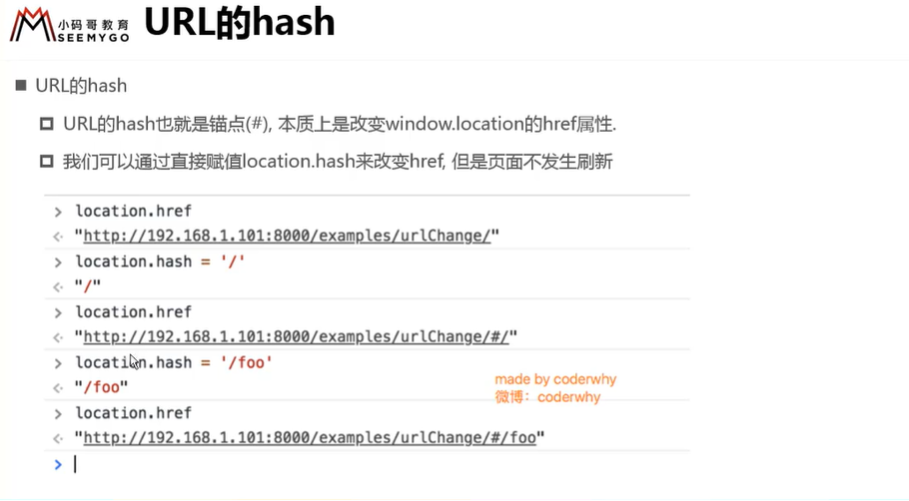 小码哥教育
SEEMYGO
URL的hash
URL的hash
URL的hash也就是锚点(#), 本质上是改变window.location的href属性.
我们可以通过直接赋值location.hash来改变href, 但是页面不发生刷新
> location.href
< "http://192.168.1.101:8000/examples/urlChange/"
> location.hash = '/'
< "/"
> location.href
< "http://192.168.1.101:8000/examples/urlChange/#/"
> location.hash = '/foo'
< "/foo"
> location.href
< "http://192.168.1.101:8000/examples/urlChange/#/foo"
>
made by coderwhy
微博：coderwhy